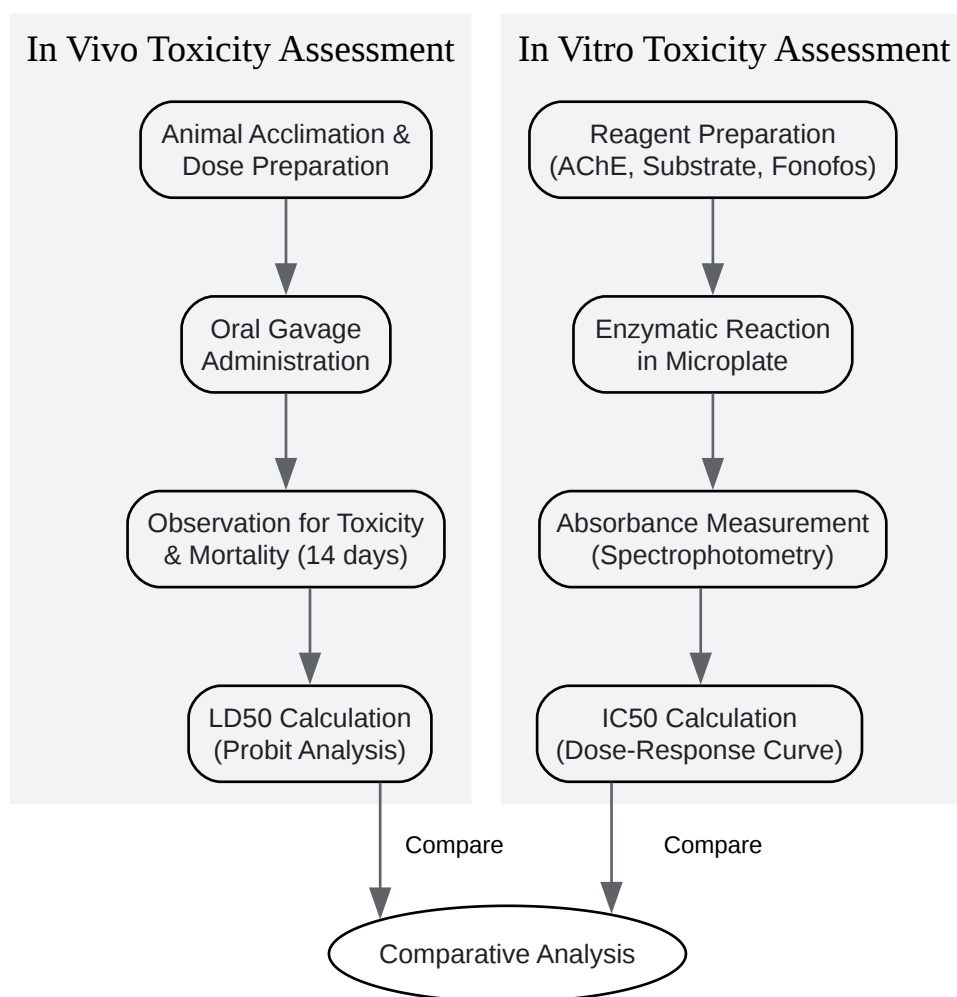 In Vivo Toxicity Assessment
Animal Acclimation &
Dose Preparation
Oral Gavage
Administration
Observation for Toxicity
& Mortality (14 days)
LD50 Calculation
(Probit Analysis)
In Vitro Toxicity Assessment
Reagent Preparation
(AChE, Substrate, Fonofos)
Enzymatic Reaction
in Microplate
Absorbance Measurement
(Spectrophotometry)
IC50 Calculation
(Dose-Response Curve)
Compare
Compare
Comparative Analysis